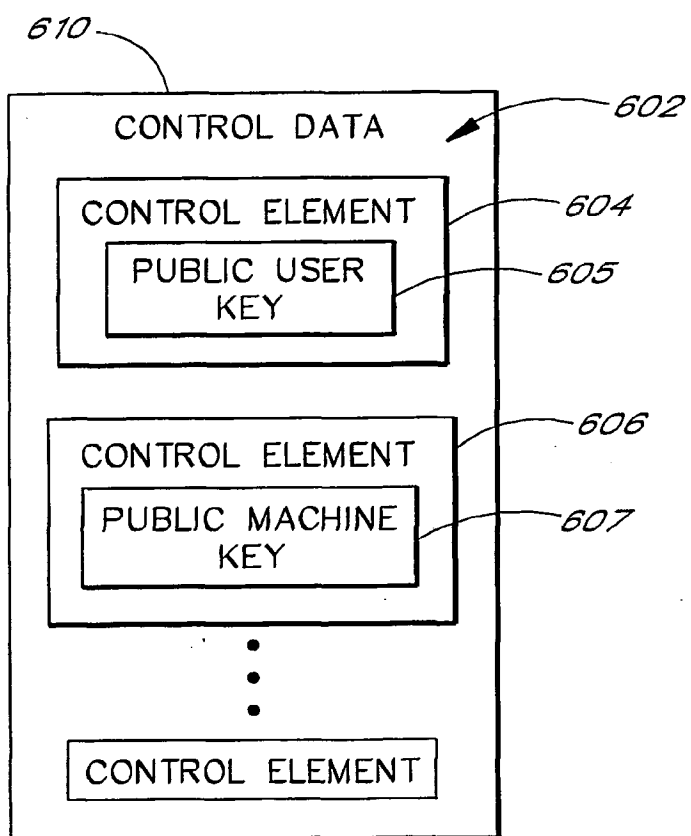 610
CONTROL DATA
602
CONTROL ELEMENT
604
PUBLIC USER
KEY
605
606
CONTROL ELEMENT
PUBLIC MACHINE
KEY
607
CONTROL ELEMENT